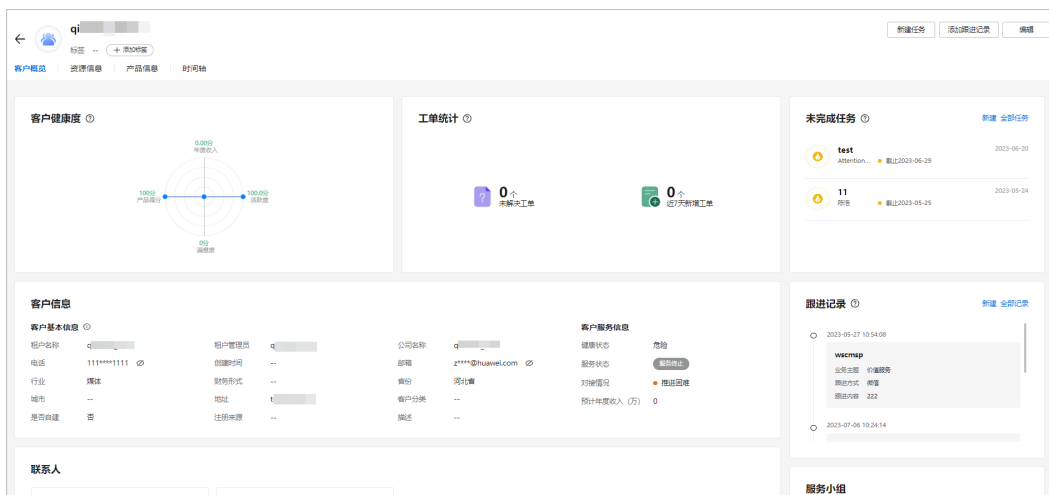 qi
新建任务 添加跟进记录 编辑
标签 -- + 添加标签
客户概览 资源信息 产品信息 时间轴
客户健康度
0.00分
年度收入
100分
产品得分
100.0分
活跃度
0分
满意度
工单统计
0 个
未解决工单
0 个
近7天新增工单
未完成任务 新建 全部任务
test 2023-06-20
Attention... 截止2023-06-29
11 2023-05-24
陈浩 截止2023-05-25
客户信息
客户基本信息
租户名称 q 租户管理员 q 公司名称 q
电话 111****1111 创建时间 -- 邮箱 z****@huawei.com
行业 媒体 财务形式 -- 省份 河北省
城市 -- 地址 t 客户分类 --
是否自建 否 注册来源 -- 描述 --
客户服务信息
健康状态 危险
服务状态 服务终止
对接情况 推进困难
预计年度收入（万） 0
跟进记录 新建 全部记录
2023-05-27 10:54:08
wscmsp
业务主题 价值服务
跟进方式 微信
跟进内容 222
2023-07-06 10:24:14
联系人
服务小组